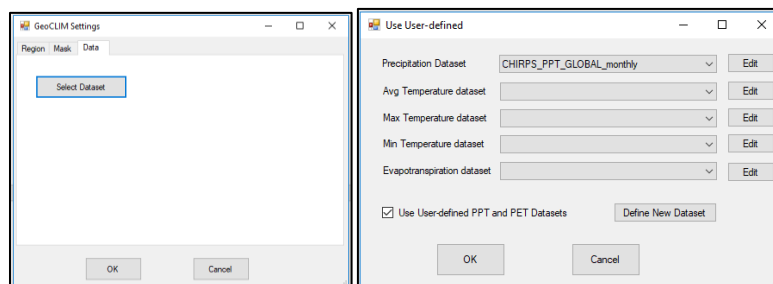 GeoCLIM Settings
Region Mask Data
Select Dataset
OK Cancel
Use User-defined
Precipitation Dataset CHIRPS_PPT_GLOBAL_monthly Edit
Avg Temperature dataset Edit
Max Temperature dataset Edit
Min Temperature dataset Edit
Evapotranspiration dataset Edit
Use User-defined PPT and PET Datasets Define New Dataset
OK Cancel